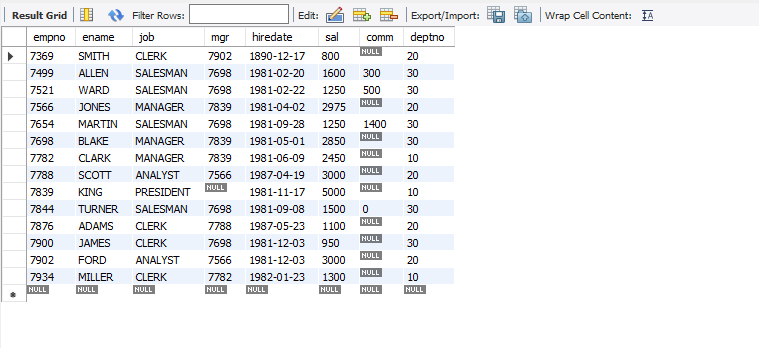 Result Grid Filter Rows: Edit: Export/Import: Wrap Cell Content: IA
empno ename job mgr hiredate sal comm deptno
7369 SMITH CLERK 7902 1890-12-17 800 NULL 20
7499 ALLEN SALESMAN 7698 1981-02-20 1600 300 30
7521 WARD SALESMAN 7698 1981-02-22 1250 500 30
7566 JONES MANAGER 7839 1981-04-02 2975 NULL 20
7654 MARTIN SALESMAN 7698 1981-09-28 1250 1400 30
7698 BLAKE MANAGER 7839 1981-05-01 2850 NULL 30
7782 CLARK MANAGER 7839 1981-06-09 2450 NULL 10
7788 SCOTT ANALYST 7566 1987-04-19 3000 NULL 20
7839 KING PRESIDENT NULL 1981-11-17 5000 NULL 10
7844 TURNER SALESMAN 7698 1981-09-08 1500 0 30
7876 ADAMS CLERK 7788 1987-05-23 1100 NULL 20
7900 JAMES CLERK 7698 1981-12-03 950 NULL 30
7902 FORD ANALYST 7566 1981-12-03 3000 NULL 20
7934 MILLER CLERK 7782 1982-01-23 1300 NULL 10
NULL NULL NULL NULL NULL NULL NULL NULL